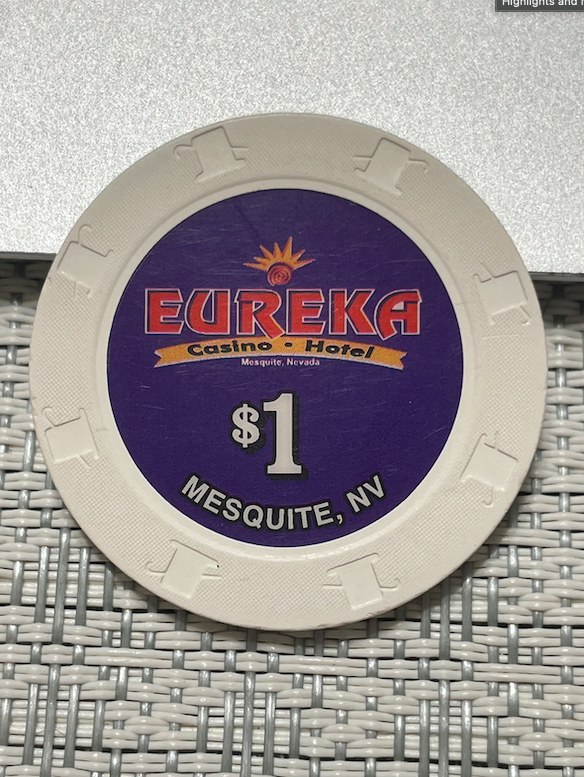 Highlights and
EUREKA
Casino • Hotel
Mesquite, Nevada
$1
MESQUITE, NV